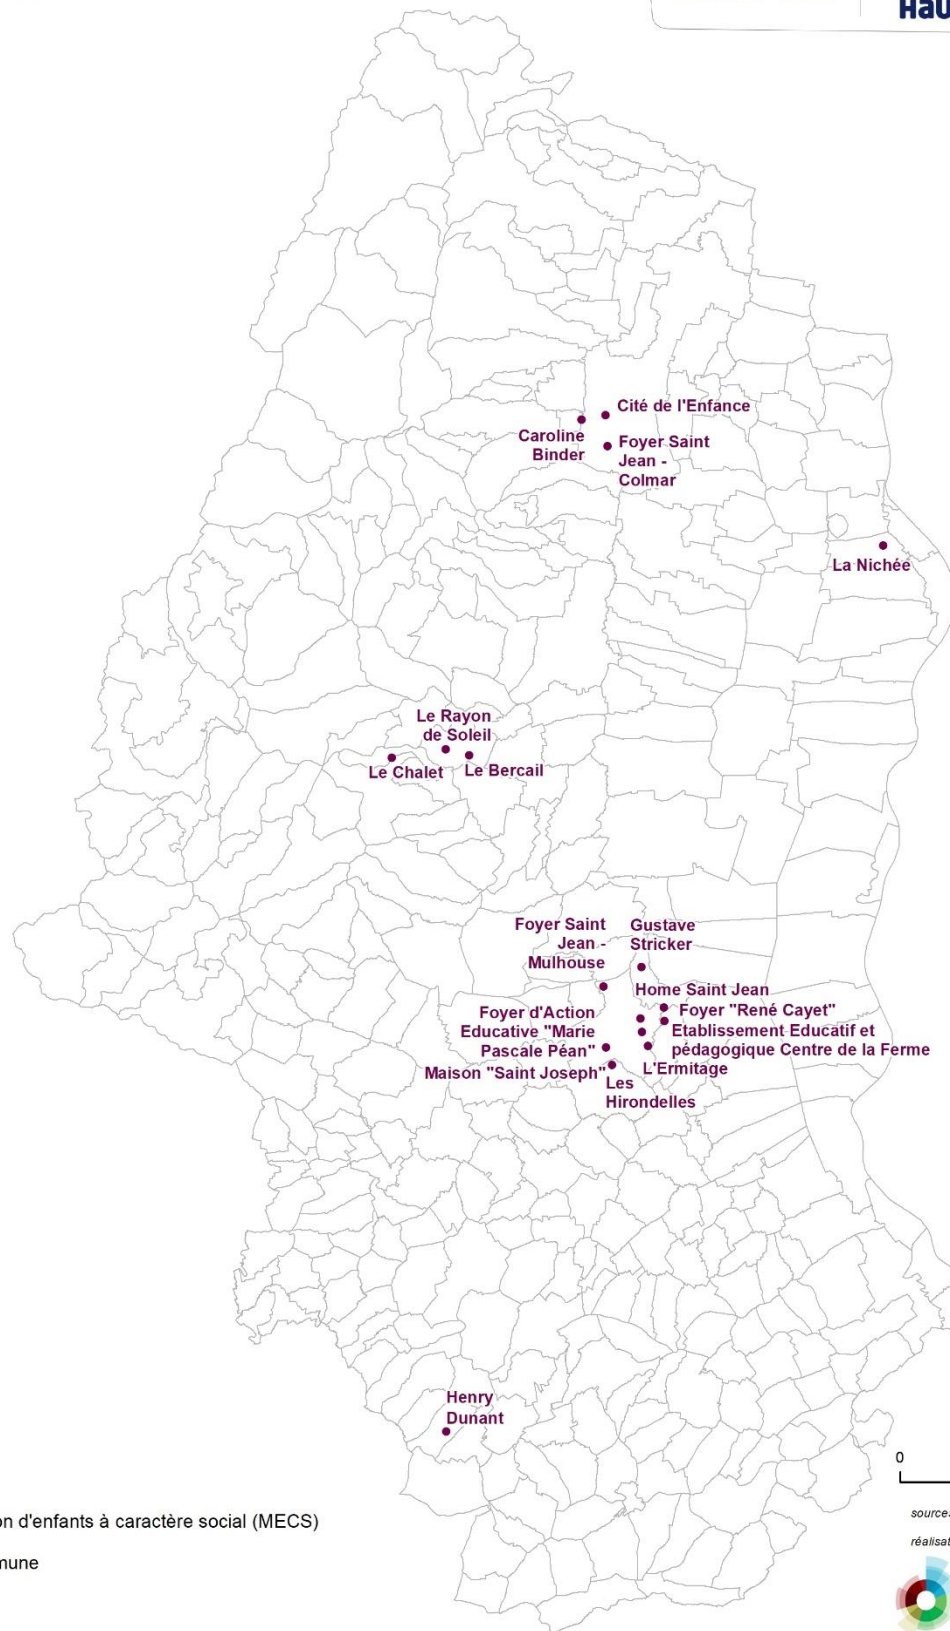 Hau
Cité de l'Enfance
Caroline
Binder
Foyer Saint
Jean -
Colmar
La Nichée
Le Rayon
de Soleil
Le Chalet
Le Bercail
Foyer Saint
Jean -
Mulhouse
Gustave
Stricker
Home Saint Jean
Foyer d'Action
Educative "Marie
Pascale Péan"
Foyer "René Cayet"
Etablissement Educatif et
pédagogique Centre de la Ferme
L'Ermitage
Maison "Saint Joseph"
Les
Hirondelles
Henry
Dunant
0
on d'enfants à caractère social (MECS)
mune
sources
réalisat